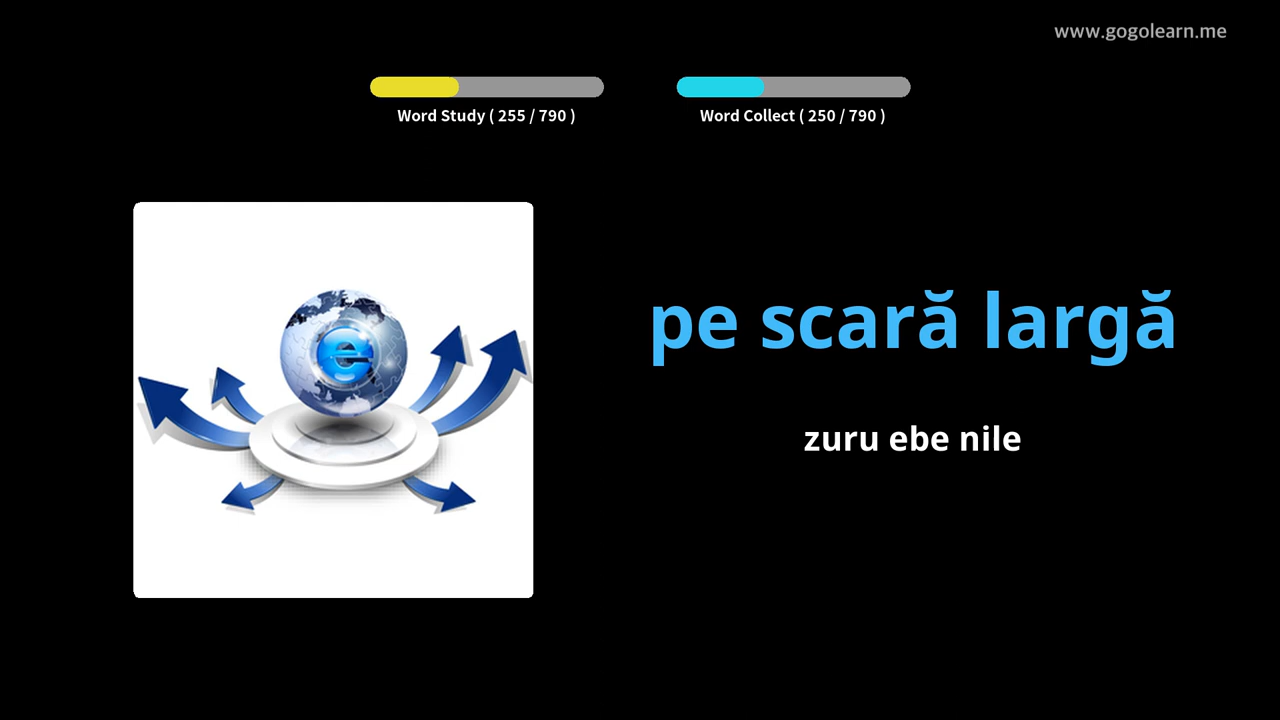 www.gogolearn.me
Word Study ( 255 / 790 )
Word Collect ( 250 / 790 )
e
pe scară largă
zuru ebe nile